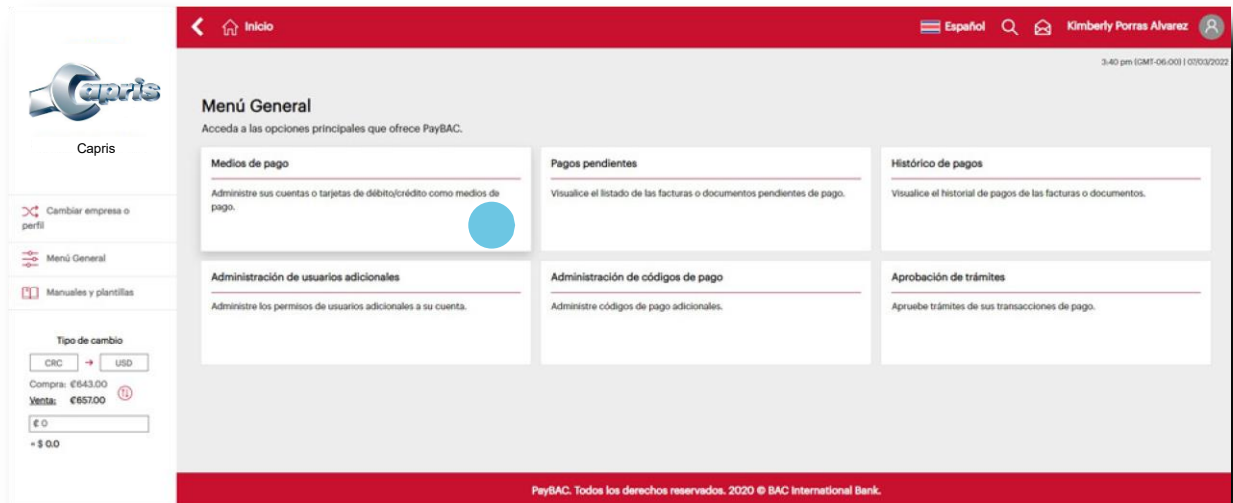 Inicio
Español
Kimberly Porras Alvarez
3:40 pm (GMT-06:00) | 07/03/2022
Capris
Capris
Cambiar empresa o
perfil
Menú General
Manuales y plantillas
Tipo de cambio
CRC → USD
Compra: ₡643.00
Venta: ₡657.00
₡ 0
= $ 0.0
Menú General
Acceda a las opciones principales que ofrece PayBAC.
Medios de pago
Administre sus cuentas o tarjetas de débito/crédito como medios de
pago.
Pagos pendientes
Visualice el listado de las facturas o documentos pendientes de pago.
Histórico de pagos
Visualice el historial de pagos de las facturas o documentos.
Administración de usuarios adicionales
Administre los permisos de usuarios adicionales a su cuenta.
Administración de códigos de pago
Administre códigos de pago adicionales.
Aprobación de trámites
Apruebe trámites de sus transacciones de pago.
PayBAC. Todos los derechos reservados. 2020 © BAC International Bank.